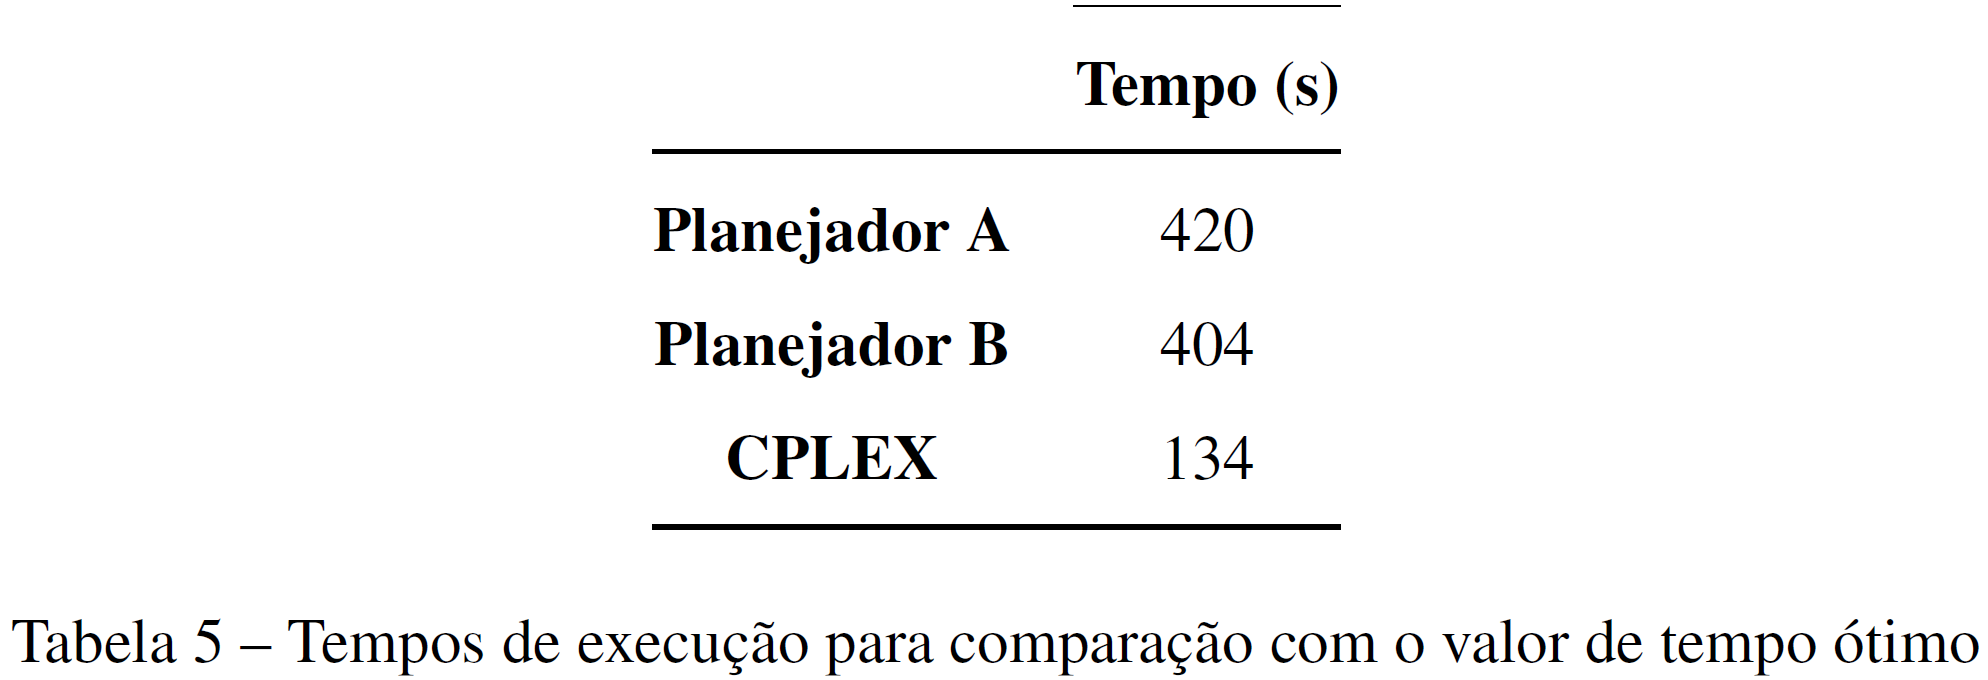 Tempo (s)
Planejador A 420
Planejador B 404
CPLEX 134
Tabela 5 – Tempos de execução para comparação com o valor de tempo ótimo